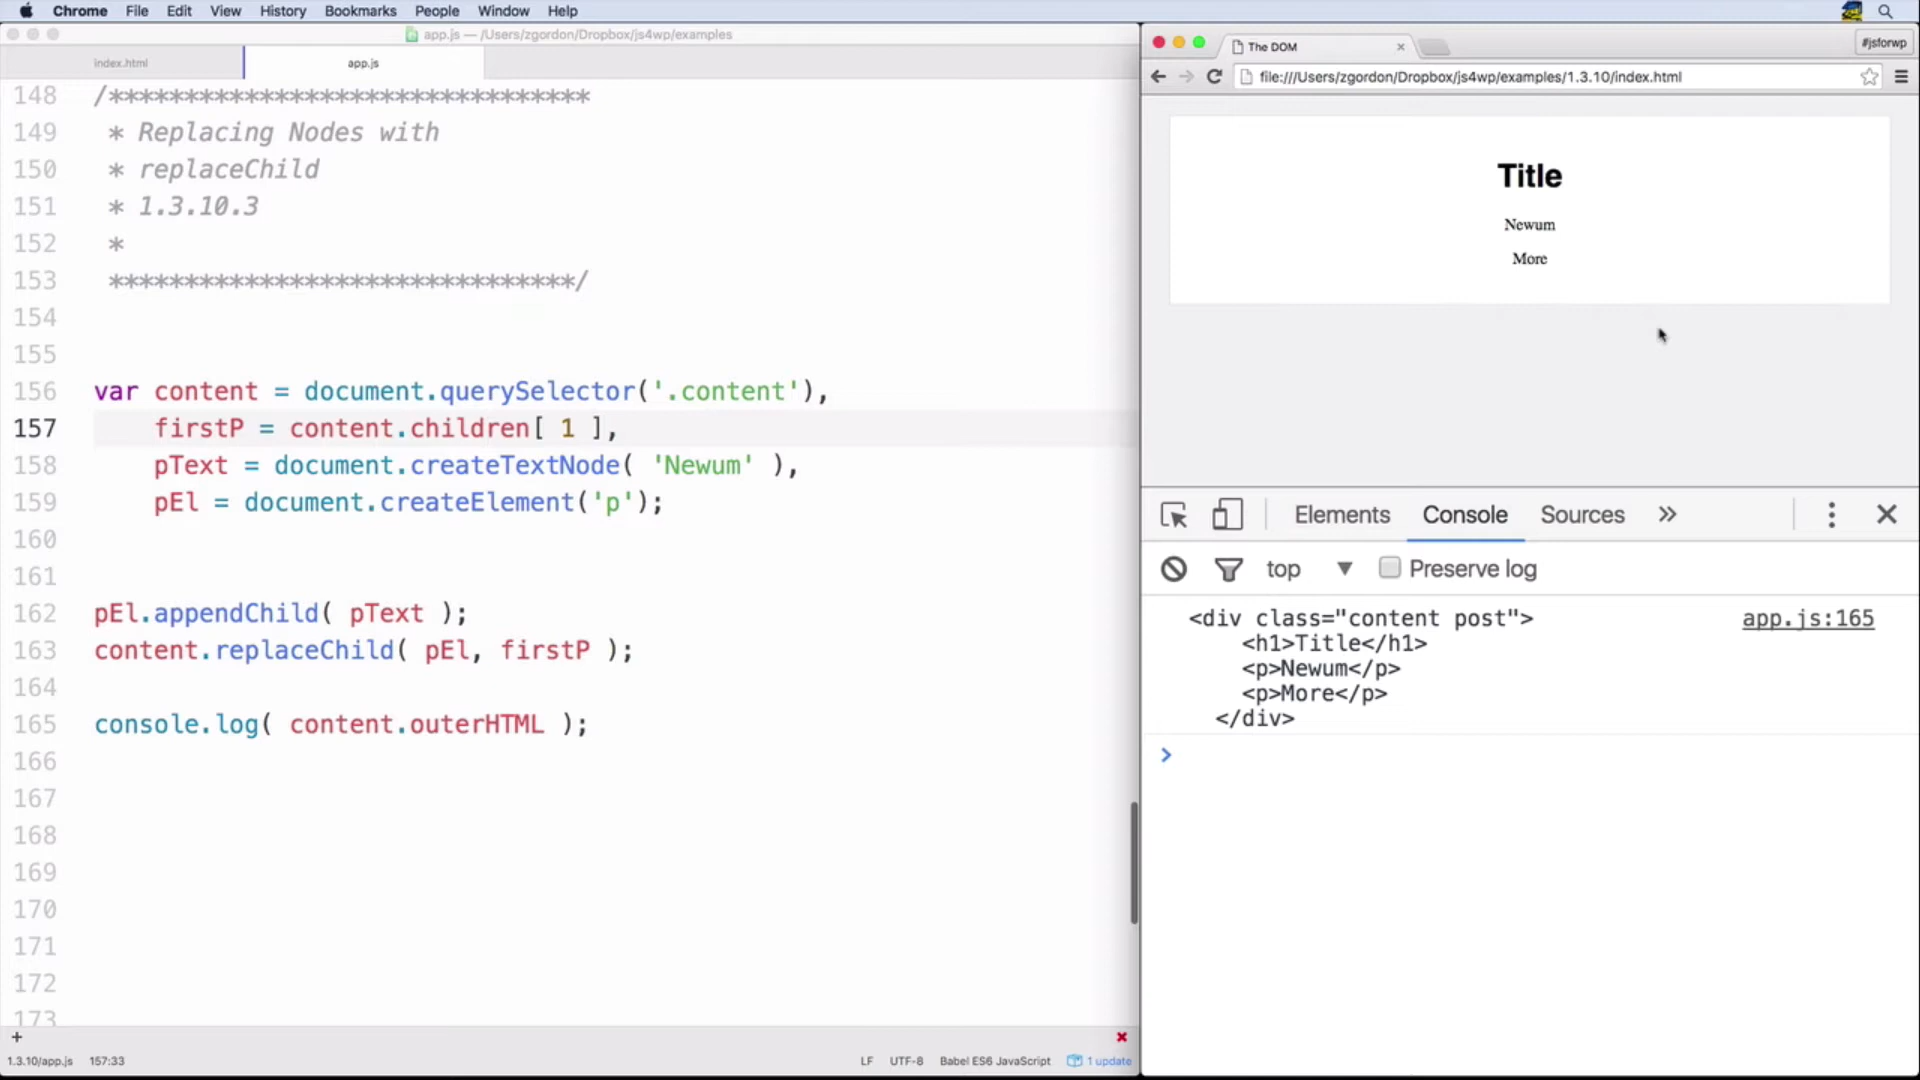 Chrome File Edit View History Bookmarks People Window Help
app.js — /Users/zgordon/Dropbox/js4wp/examples
index.html
app.js
148 /********************************
149 * Replacing Nodes with
150 * replaceChild
151 * 1.3.10.3
152 *
153 *******************************/
154
155
156 var content = document.querySelector('.content'),
157 firstP = content.children[ 1 ],
158 pText = document.createTextNode( 'Newum' ),
159 pEl = document.createElement('p');
160
161
162 pEl.appendChild( pText );
163 content.replaceChild( pEl, firstP );
164
165 console.log( content.outerHTML );
166
167
168
169
170
171
172
173
+
1.3.10/app.js 157:33 LF UTF-8 Babel ES6 JavaScript 1 update
The DOM
#jsforwp
file:///Users/zgordon/Dropbox/js4wp/examples/1.3.10/index.html
Title
Newum
More
Elements Console Sources »
top ▼ Preserve log
<div class="content post"> app.js:165
<h1>Title</h1>
<p>Newum</p>
<p>More</p>
</div>
>